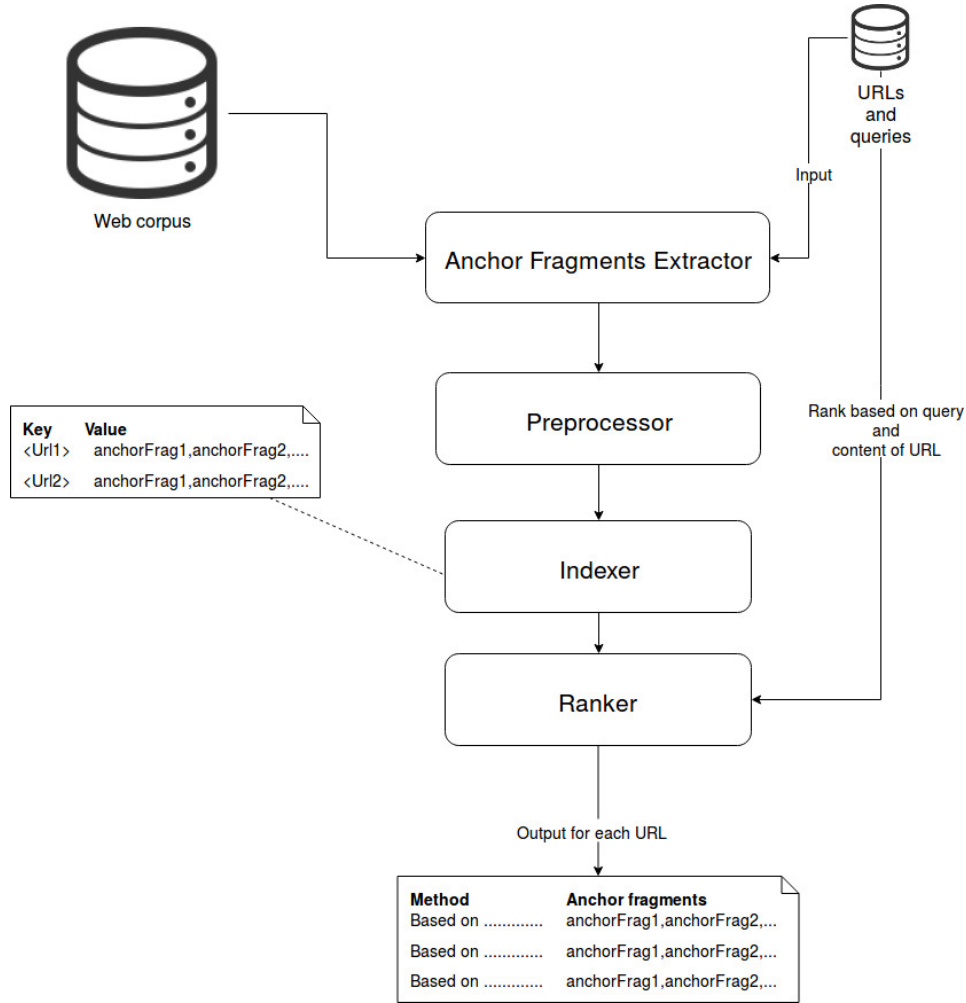 URLs
and
queries
Web corpus
Input
Anchor Fragments Extractor
Preprocessor
Rank based on query
and
content of URL
Key Value
<Url1> anchorFrag1,anchorFrag2,....
<Url2> anchorFrag1,anchorFrag2,....
Indexer
Ranker
Output for each URL
Method Anchor fragments
Based on ............. anchorFrag1,anchorFrag2,...
Based on ............. anchorFrag1,anchorFrag2,...
Based on ............. anchorFrag1,anchorFrag2,...